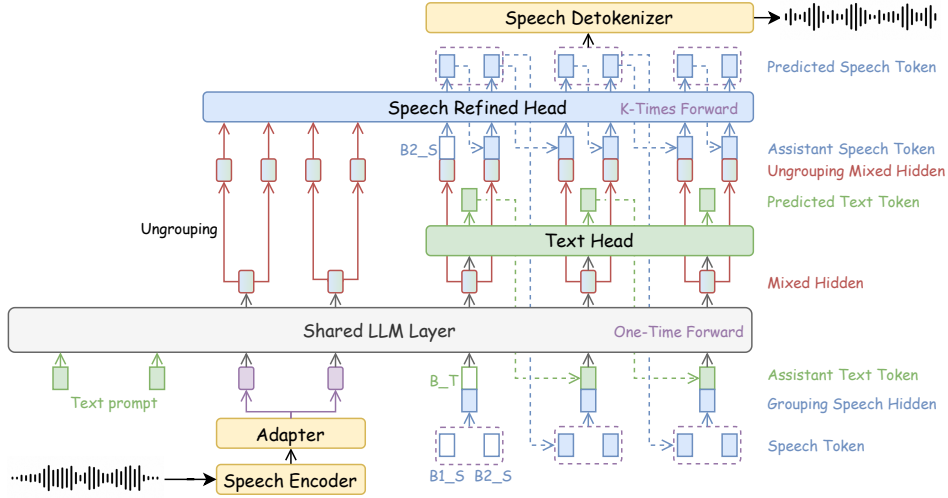 Speech Detokenizer
Predicted Speech Token
Speech Refined Head
K-Times Forward
B2_S
Assistant Speech Token
Ungrouping Mixed Hidden
Predicted Text Token
Ungrouping
Text Head
Mixed Hidden
Shared LLM Layer
One-Time Forward
B_T
Assistant Text Token
Text prompt
Grouping Speech Hidden
Adapter
Speech Token
Speech Encoder
B1_S
B2_S